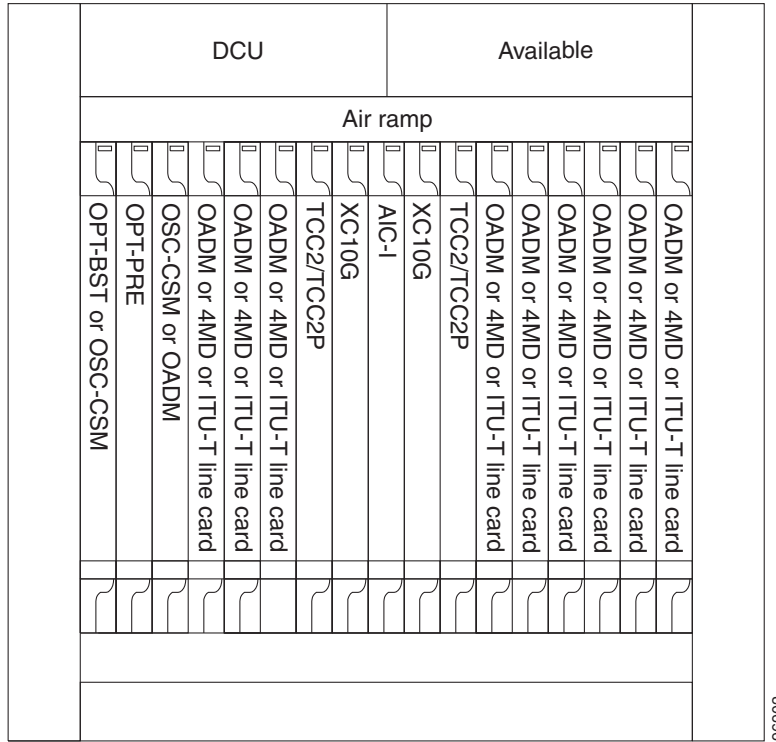 DCU
Available
Air ramp
OPT-BST or OSC-CSM
OPT-PRE
OSC-CSM or OADM
OADM or 4MD or ITU-T line card
OADM or 4MD or ITU-T line card
OADM or 4MD or ITU-T line card
TCC2/TCC2P
XC10G
AIC-I
XC10G
TCC2/TCC2P
OADM or 4MD or ITU-T line card
OADM or 4MD or ITU-T line card
OADM or 4MD or ITU-T line card
OADM or 4MD or ITU-T line card
OADM or 4MD or ITU-T line card
OADM or 4MD or ITU-T line card